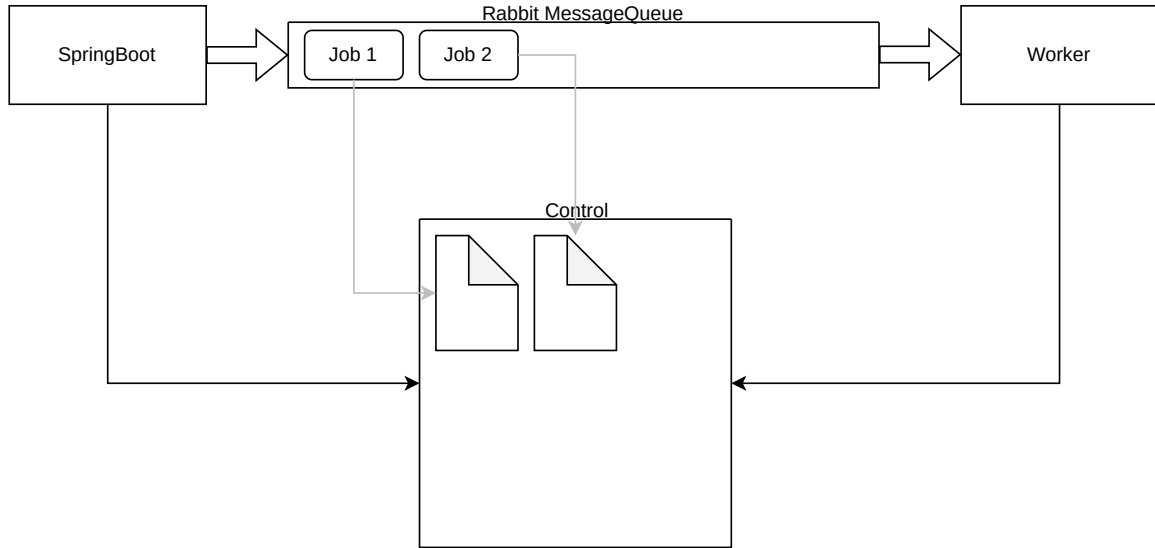 Rabbit MessageQueue
SpringBoot
Job 1
Job 2
Worker
Control